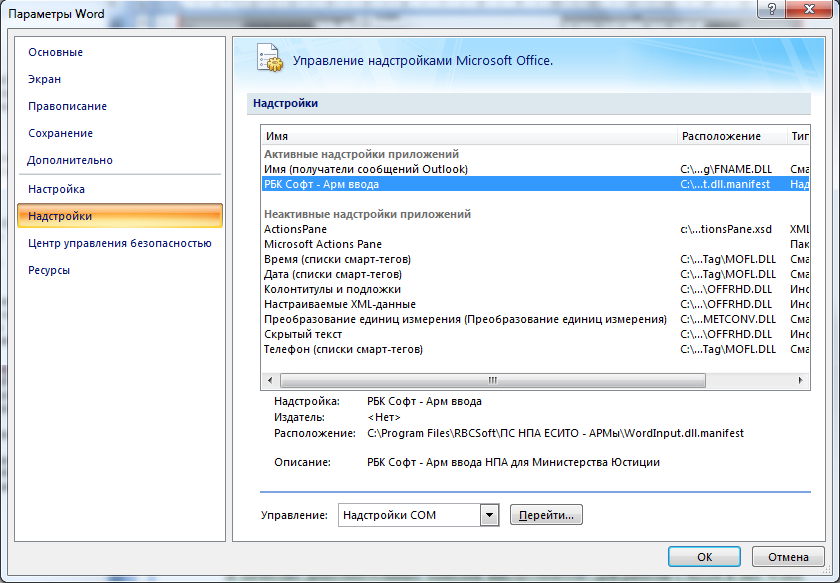 Параметры Word
Основные
Экран
Правописание
Сохранение
Дополнительно
Настройка
Надстройки
Центр управления безопасностью
Ресурсы
Управление надстройками Microsoft Office.
Надстройки
Имя Расположение Тип
Активные надстройки приложений
Имя (получатели сообщений Outlook) C:\...g\FNAME.DLL Сма
РБК Софт - Арм ввода C:\...t.dll.manifest Над
Неактивные надстройки приложений
ActionsPane c:\...tionsPane.xsd XML
Microsoft Actions Pane Пак
Время (списки смарт-тегов) C:\...Tag\MOFL.DLL Сма
Дата (списки смарт-тегов) C:\...Tag\MOFL.DLL Сма
Колонтитулы и подложки C:\...\OFFRHD.DLL Инс
Настраиваемые XML-данные C:\...\OFFRHD.DLL Инс
Преобразование единиц измерения (Преобразование единиц измерения) C:\...METCONV.DLL Сма
Скрытый текст C:\...\OFFRHD.DLL Инс
Телефон (списки смарт-тегов) C:\...Tag\MOFL.DLL Сма
Надстройка: РБК Софт - Арм ввода
Издатель: <Нет>
Расположение: C:\Program Files\RBCSoft\ПС НПА ЕСИТО - АРМы\WordInput.dll.manifest
Описание: РБК Софт - Арм ввода НПА для Министерства Юстиции
Управление: Надстройки COM Перейти...
ОК Отмена